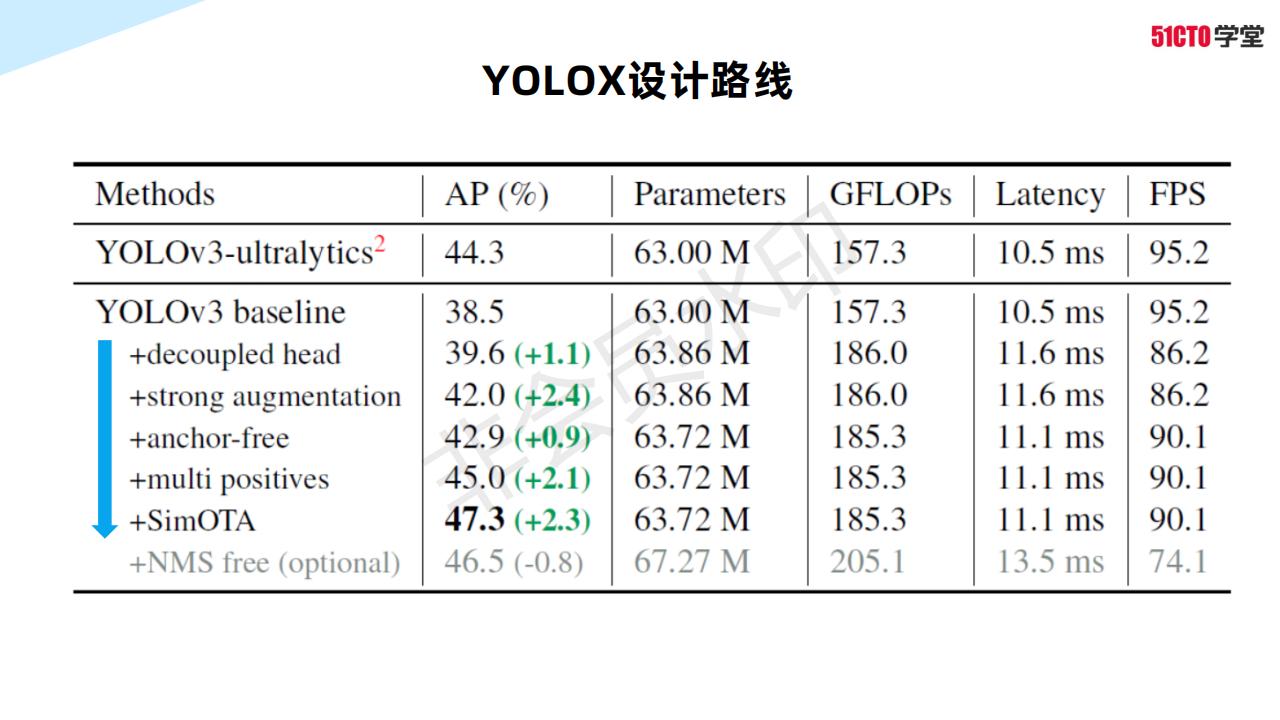 51CTO学堂
YOLOX设计路线
Methods AP (%) Parameters GFLOPs Latency FPS
YOLOv3-ultralytics2 44.3 63.00 M 157.3 10.5 ms 95.2
YOLOv3 baseline 38.5 63.00 M 157.3 10.5 ms 95.2
+decoupled head 39.6 (+1.1) 63.86 M 186.0 11.6 ms 86.2
+strong augmentation 42.0 (+2.4) 63.86 M 186.0 11.6 ms 86.2
+anchor-free 42.9 (+0.9) 63.72 M 185.3 11.1 ms 90.1
+multi positives 45.0 (+2.1) 63.72 M 185.3 11.1 ms 90.1
+SimOTA 47.3 (+2.3) 63.72 M 185.3 11.1 ms 90.1
+NMS free (optional) 46.5 (-0.8) 67.27 M 205.1 13.5 ms 74.1
非会员水印